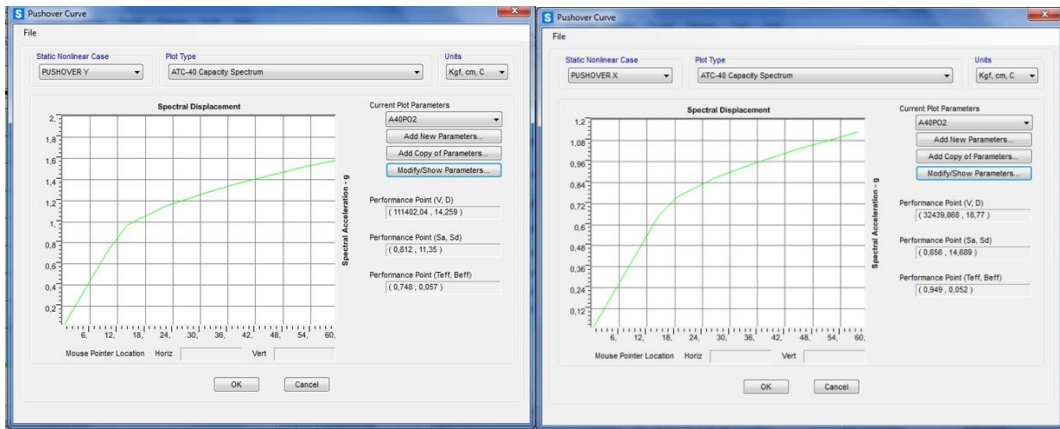 Pushover Curve
File
Static Nonlinear Case
Plot Type
Units
PUSHOVER Y
ATC-40 Capacity Spectrum
Kgf, cm, C
Spectral Displacement
2,
1,8
1,6
1,4
1,2
1,
0,8
0,6
0,4
0,2
6, 12, 18, 24, 30, 36, 42, 48, 54, 60,
Spectral Acceleration - g
Current Plot Parameters
A40PO2
Add New Parameters...
Add Copy of Parameters...
Modify/Show Parameters...
Performance Point (V, D)
( 111402,04 , 14,259 )
Performance Point (Sa, Sd)
( 0,812 , 11,35 )
Performance Point (Teff, Beff)
( 0,748 , 0,057 )
Mouse Pointer Location Horiz Vert
OK Cancel
Pushover Curve
File
Static Nonlinear Case
Plot Type
Units
PUSHOVER X
ATC-40 Capacity Spectrum
Kgf, cm, C
Spectral Displacement
1,2
1,08
0,96
0,84
0,72
0,6
0,48
0,36
0,24
0,12
6, 12, 18, 24, 30, 36, 42, 48, 54, 60,
Spectral Acceleration - g
Current Plot Parameters
A40PO2
Add New Parameters...
Add Copy of Parameters...
Modify/Show Parameters...
Performance Point (V, D)
( 32439,868 , 18,77 )
Performance Point (Sa, Sd)
( 0,656 , 14,689 )
Performance Point (Teff, Beff)
( 0,949 , 0,052 )
Mouse Pointer Location Horiz Vert
OK Cancel